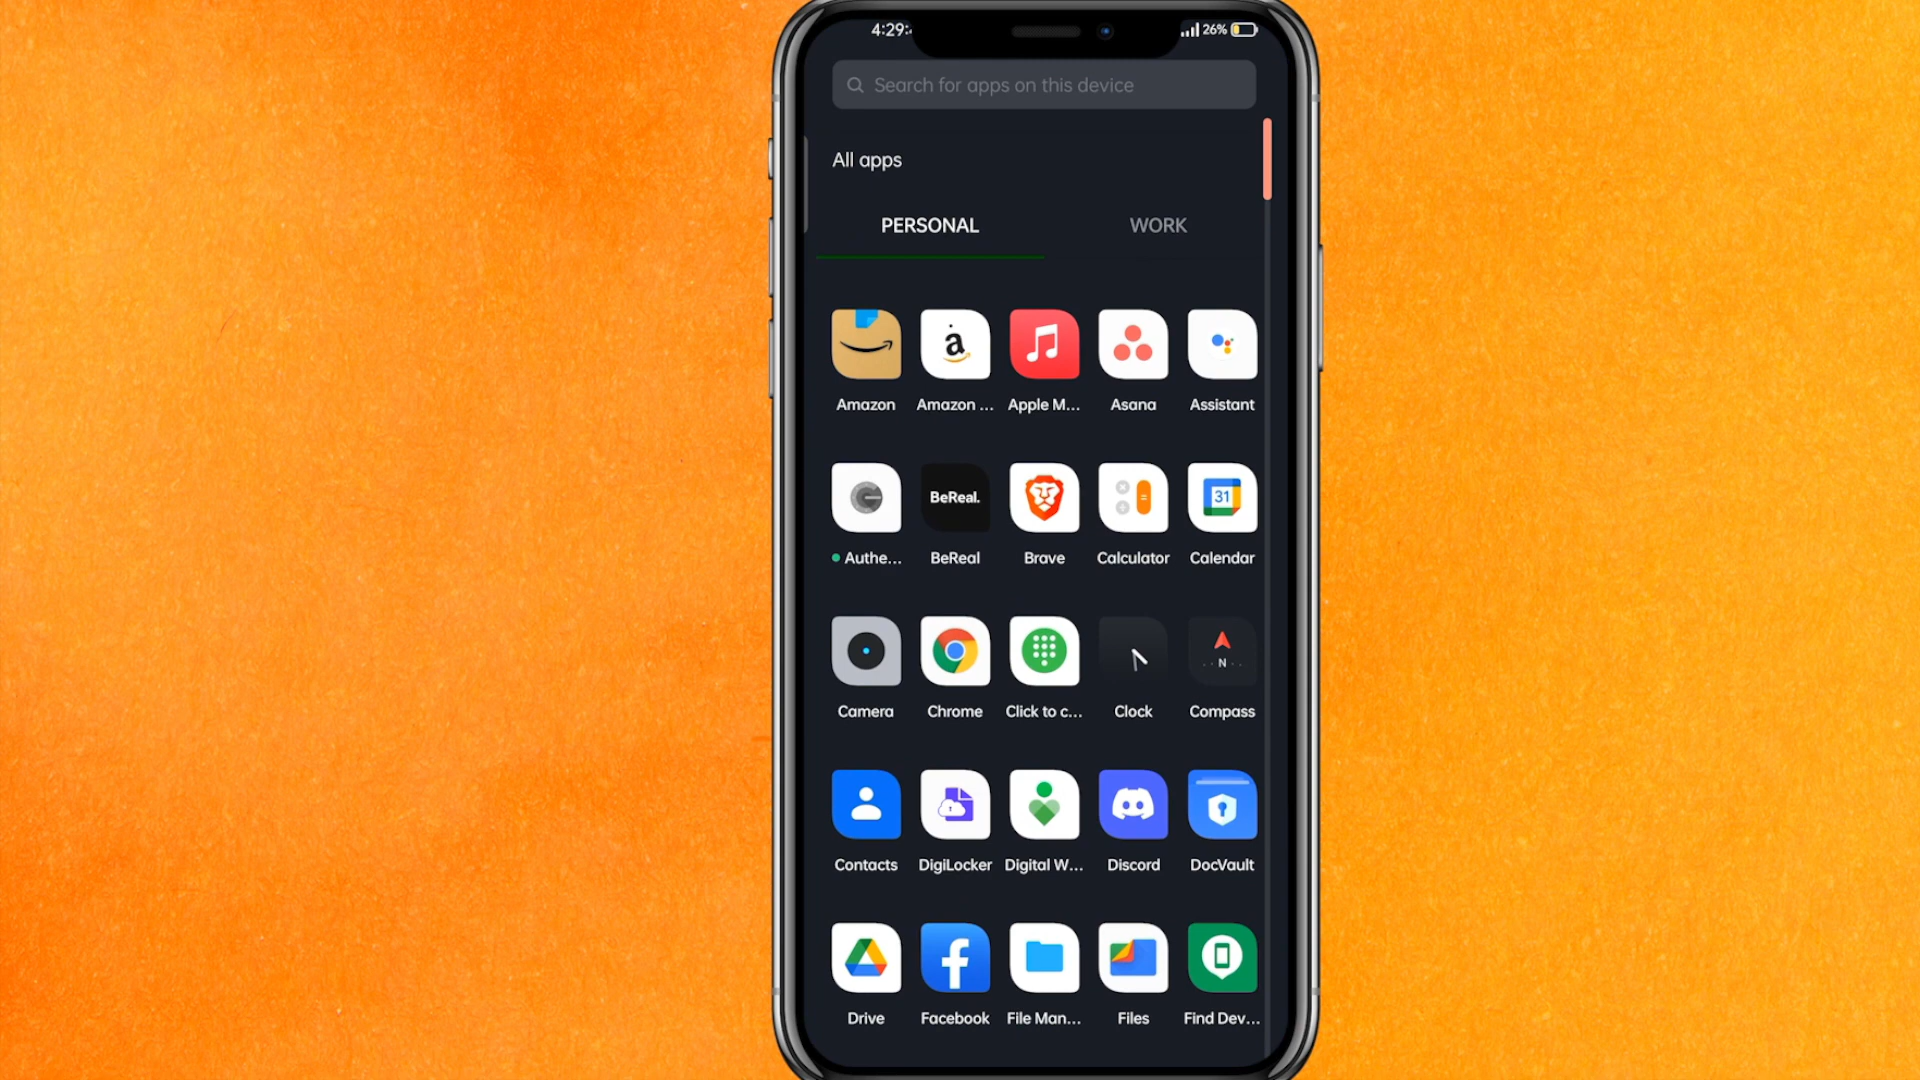 4:29:
26%
Search for apps on this device
All apps
PERSONAL WORK
a
Amazon Amazon ... Apple M... Asana Assistant
BeReal. 31
Authe... BeReal Brave Calculator Calendar
N
Camera Chrome Click to c... Clock Compass
Contacts DigiLocker Digital W... Discord DocVault
Drive Facebook File Man... Files Find Dev...